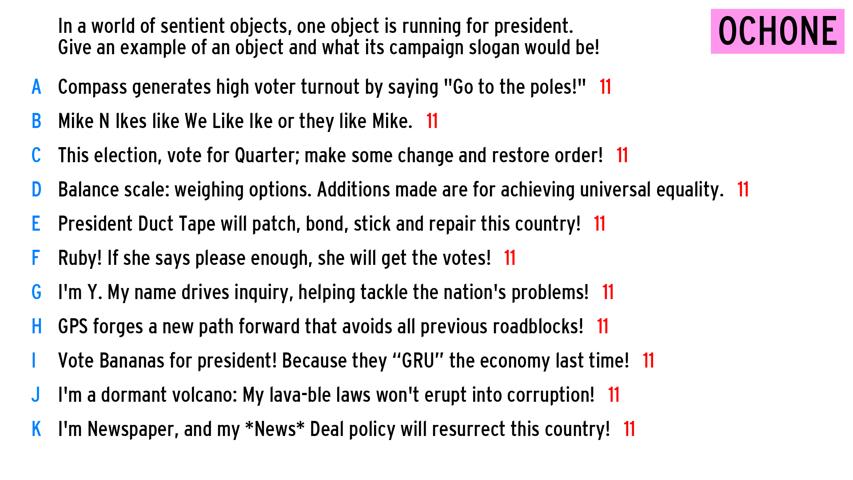 In a world of sentient objects, one object is running for president.
Give an example of an object and what its campaign slogan would be!
OCHONE
A Compass generates high voter turnout by saying "Go to the poles!" 11
B Mike N Ikes like We Like Ike or they like Mike. 11
C This election, vote for Quarter; make some change and restore order! 11
D Balance scale: weighing options. Additions made are for achieving universal equality. 11
E President Duct Tape will patch, bond, stick and repair this country! 11
F Ruby! If she says please enough, she will get the votes! 11
G I'm Y. My name drives inquiry, helping tackle the nation's problems! 11
H GPS forges a new path forward that avoids all previous roadblocks! 11
I Vote Bananas for president! Because they “GRU” the economy last time! 11
J I'm a dormant volcano: My lava-ble laws won't erupt into corruption! 11
K I'm Newspaper, and my *News* Deal policy will resurrect this country! 11